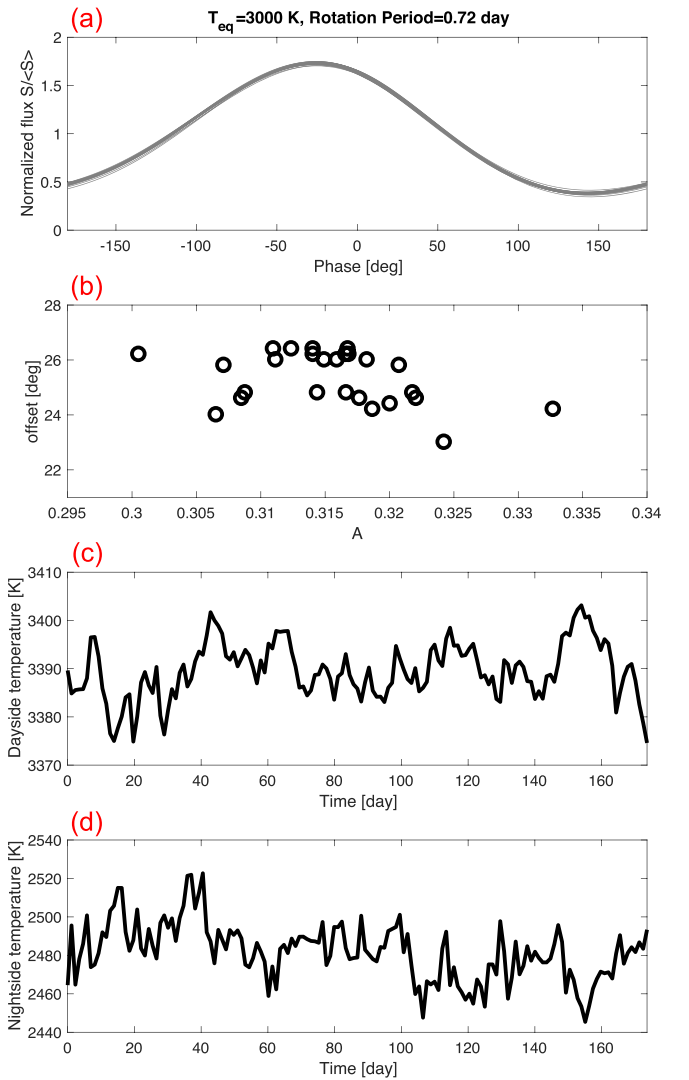 (a)
T_eq=3000 K, Rotation Period=0.72 day
Normalized flux S/<S>
2
1.5
1
0.5
0
-150 -100 -50 0 50 100 150
Phase [deg]
(b)
offset [deg]
28
26
24
22
0.295 0.3 0.305 0.31 0.315 0.32 0.325 0.33 0.335 0.34
A
(c)
Dayside temperature [K]
3410
3400
3390
3380
3370
0 20 40 60 80 100 120 140 160
Time [day]
(d)
Nightside temperature [K]
2540
2520
2500
2480
2460
2440
0 20 40 60 80 100 120 140 160
Time [day]